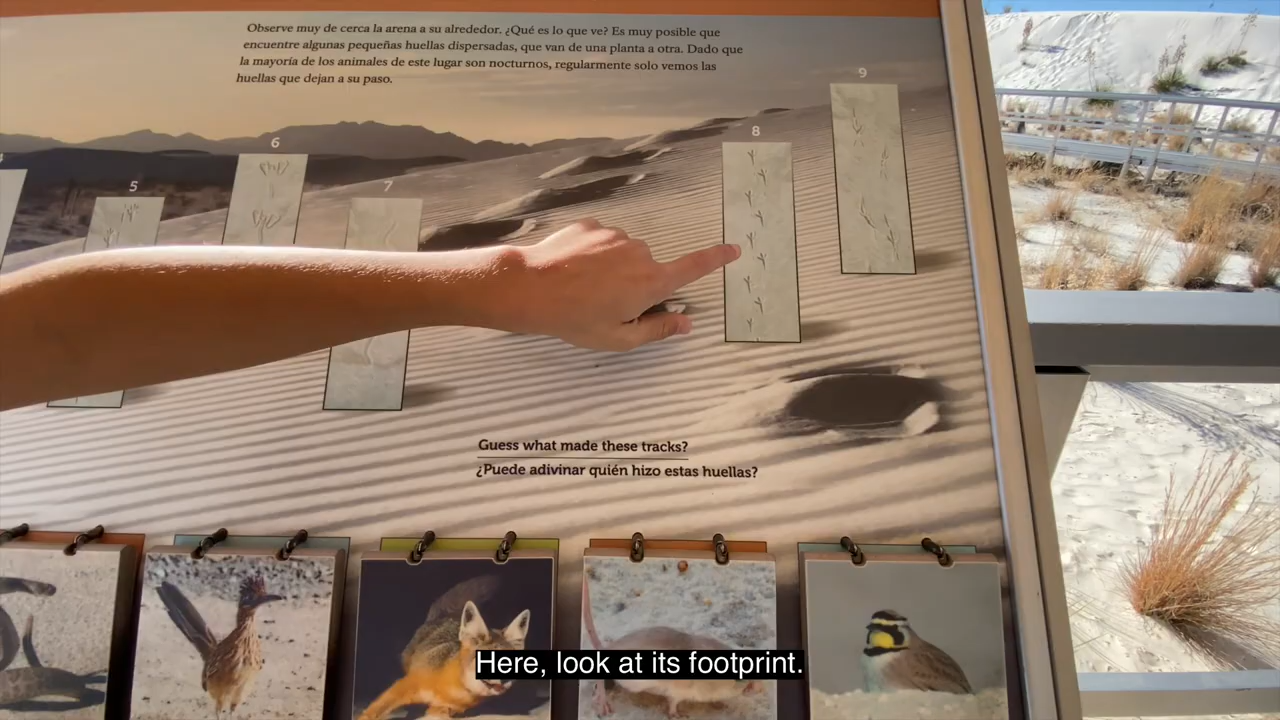 Observe muy de cerca la arena a su alrededor. ¿Qué es lo que ve? Es muy posible que
encuentre algunas pequeñas huellas dispersadas, que van de una planta a otra. Dado que
la mayoría de los animales de este lugar son nocturnos, regularmente solo vemos las
huellas que dejan a su paso.
9
8
6
5
7
Guess what made these tracks?
¿Puede adivinar quién hizo estas huellas?
Here, look at its footprint.